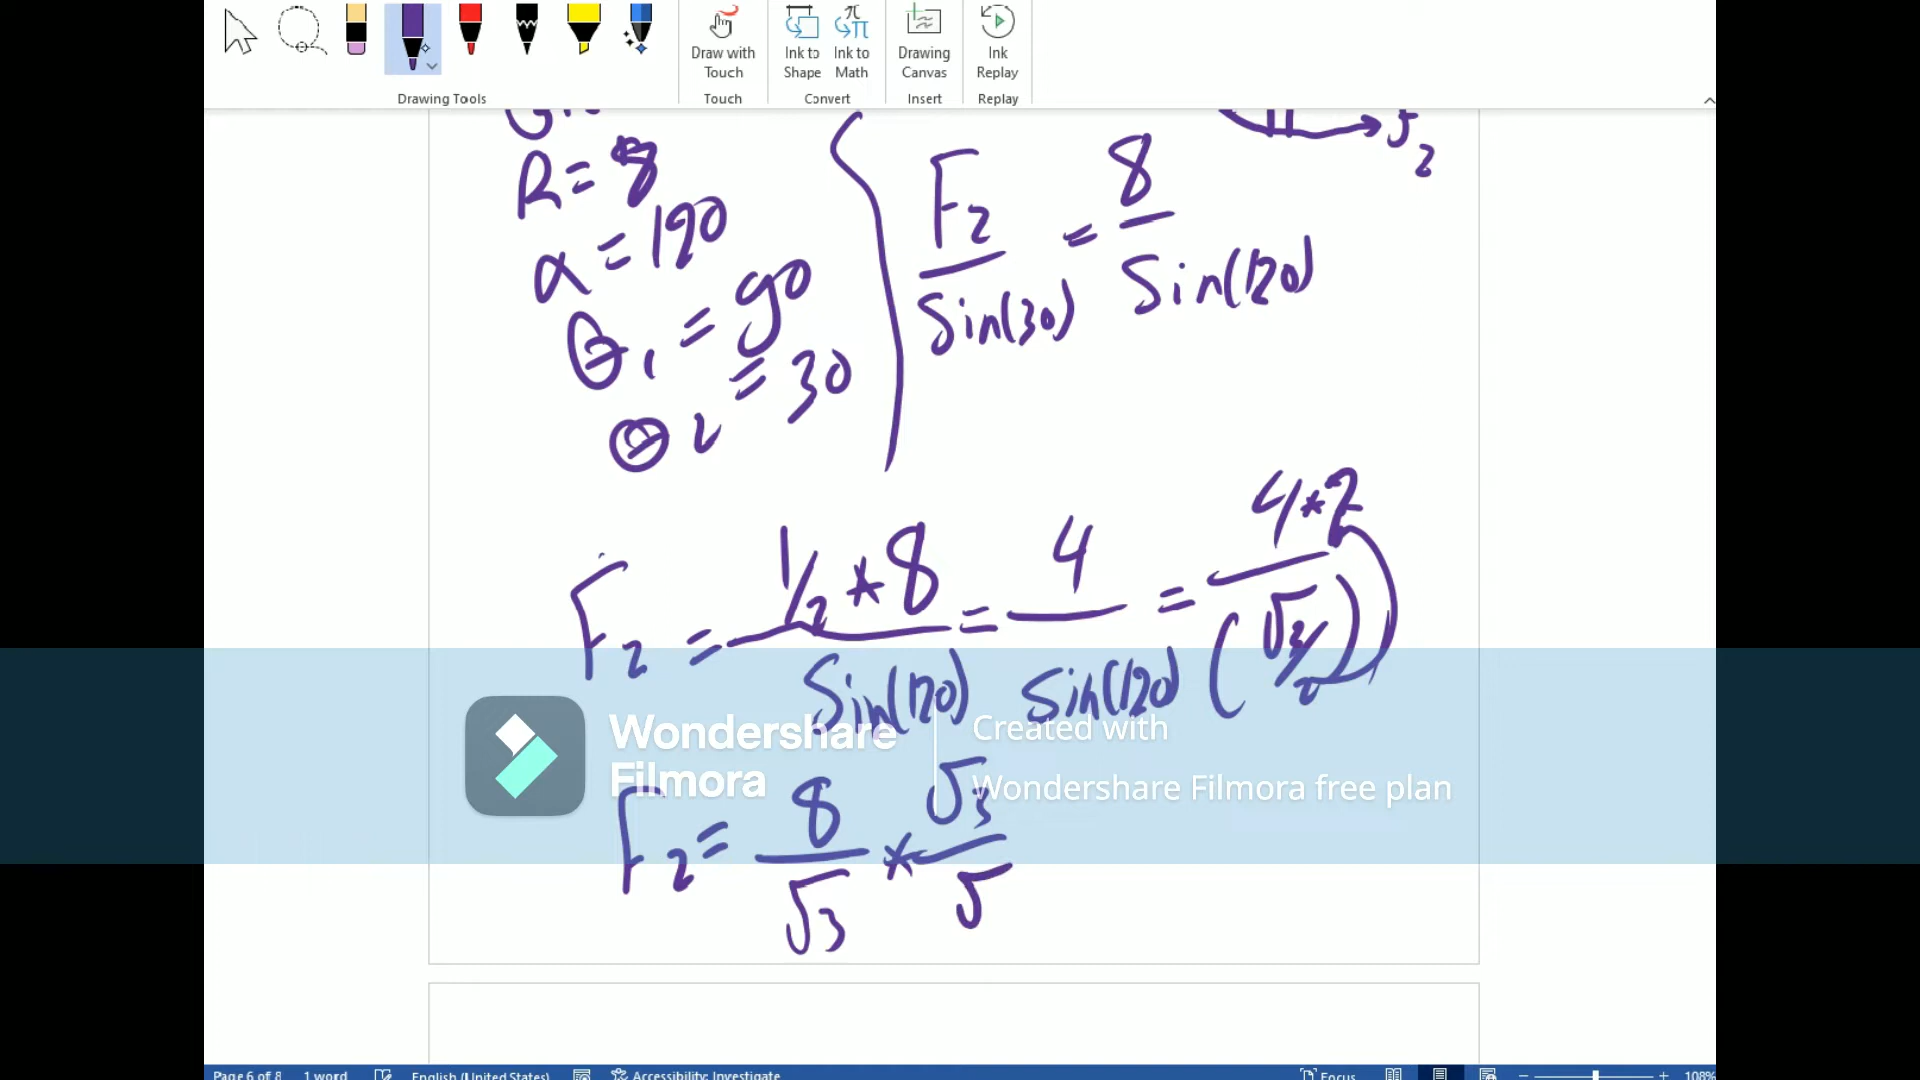 Draw with Touch
Ink to Shape
Ink to Math
Drawing Canvas
Ink Replay
Drawing Tools
Touch
Convert
Insert
Replay
R = 8
α = 120
θ₁ = 90
θ₂ = 30
F₂/Sin(30) = 8/Sin(120)
F₂
F₂ = (1/2 * 8)/Sin(120) = 4/Sin(120) = (4*2)/(√3/2)
F₂ = 8/√3 * √3/√
Wondershare Filmora
Created with
Wondershare Filmora free plan
Page 6 of 8 1 word English (United States) Accessibility: Investigate Focus 108%